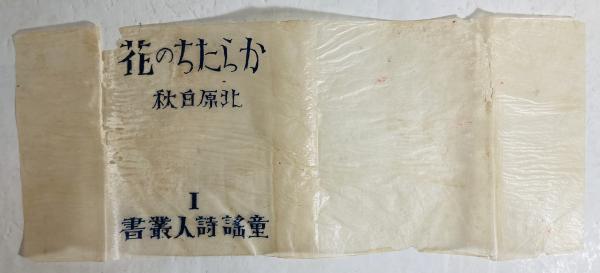 からたちの花
北原白秋
I
童謡詩人叢書